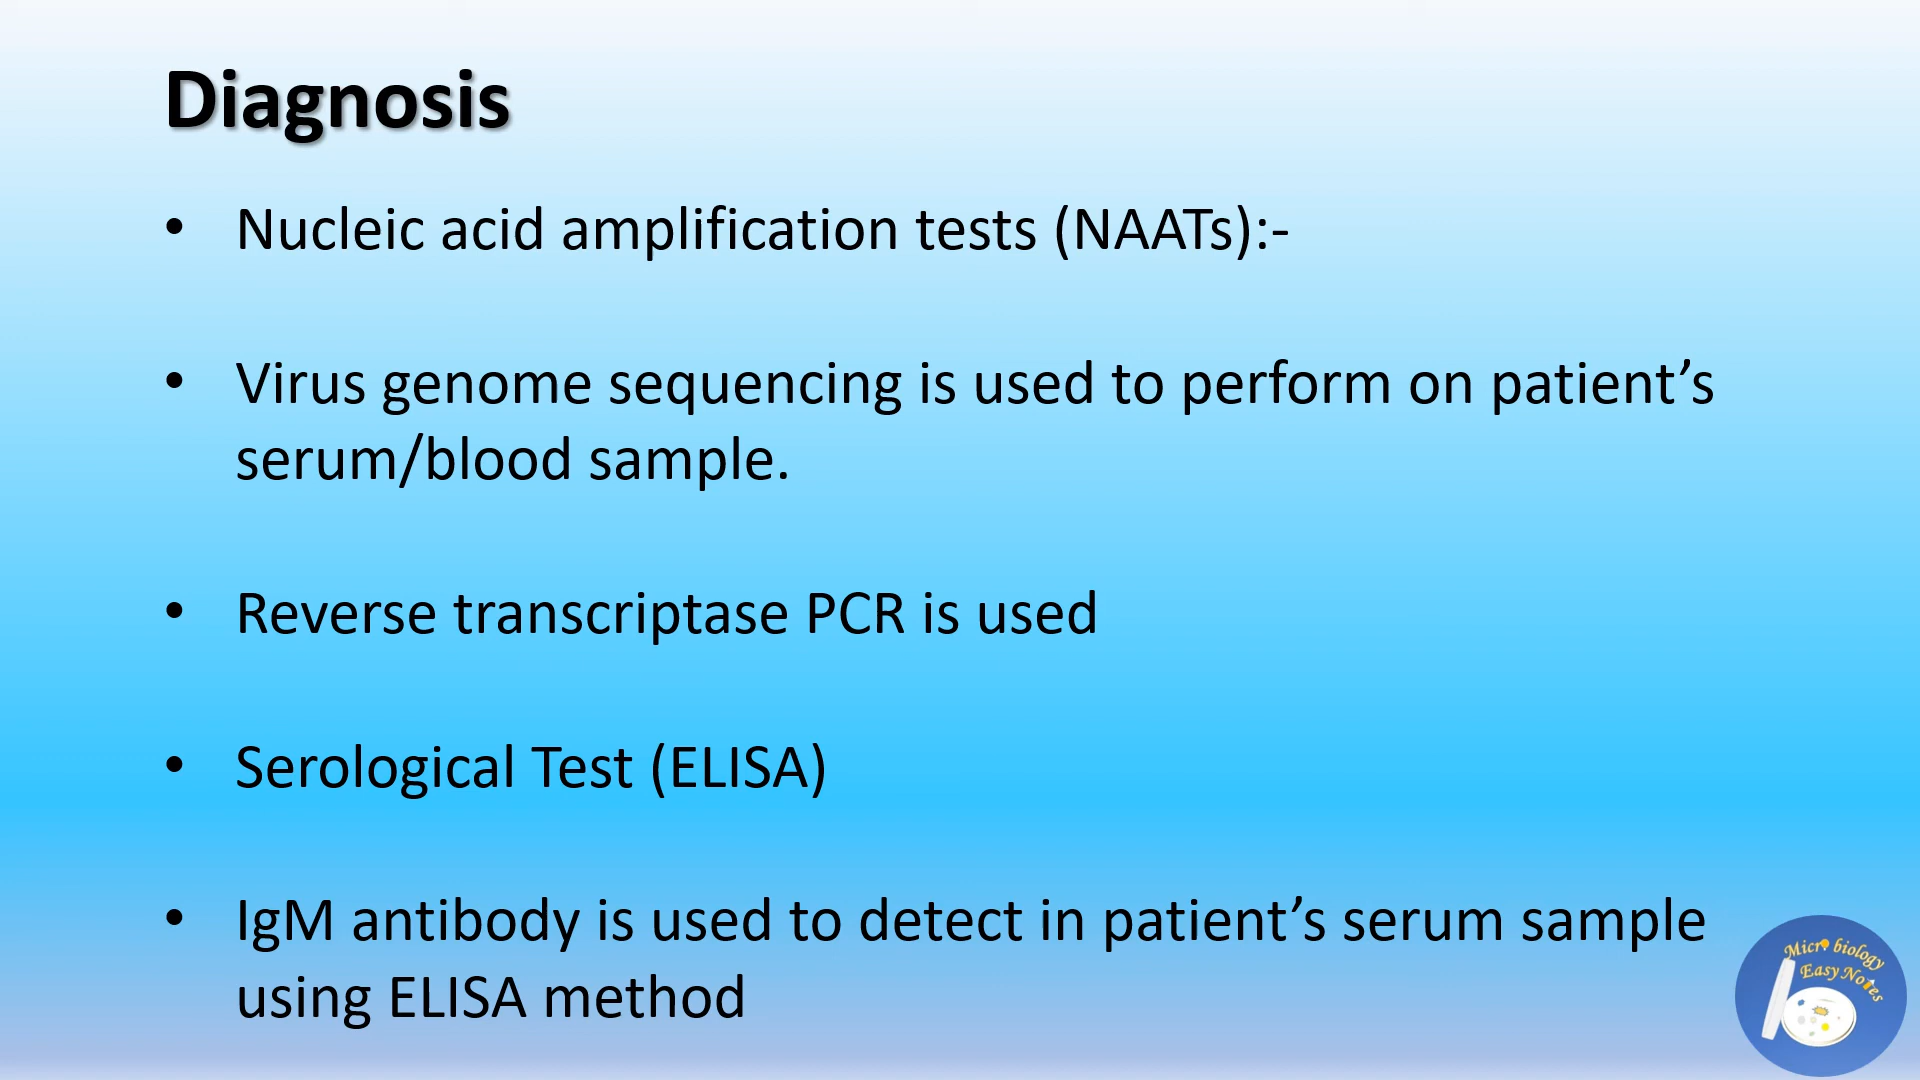 Diagnosis
• Nucleic acid amplification tests (NAATs):-
• Virus genome sequencing is used to perform on patient’s
serum/blood sample.
• Reverse transcriptase PCR is used
• Serological Test (ELISA)
• IgM antibody is used to detect in patient’s serum sample
using ELISA method
Micro biology
Easy Notes